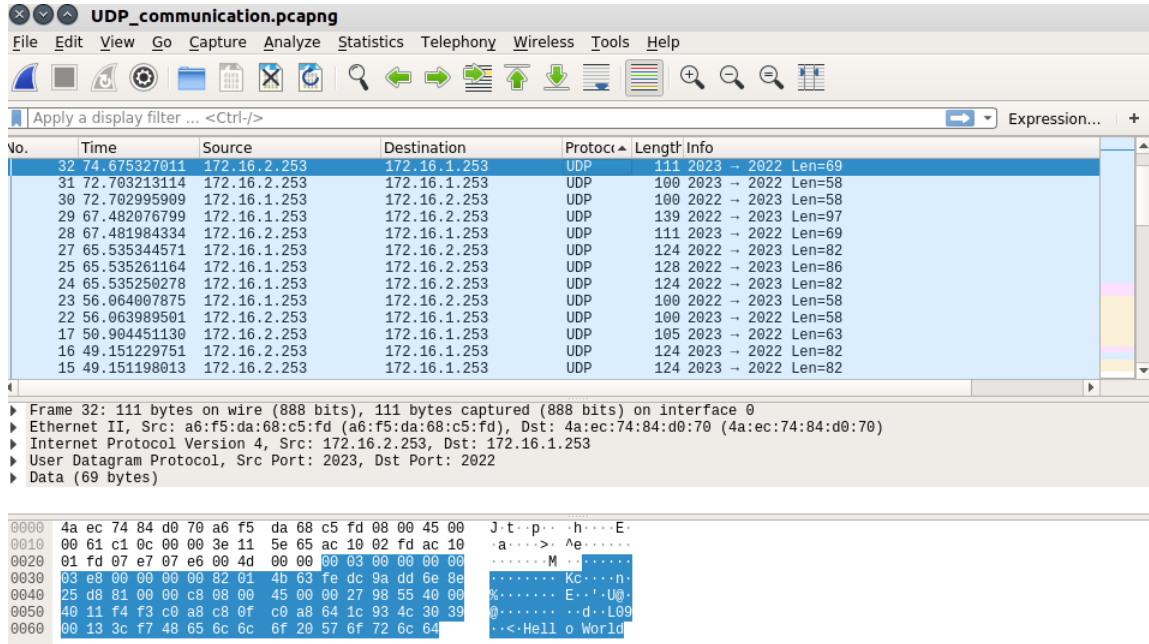 UDP_communication.pcapng
File Edit View Go Capture Analyze Statistics Telephony Wireless Tools Help
Apply a display filter ... <Ctrl-/> Expression... +
No. Time Source Destination Protoc Length Info
32 74.675327011 172.16.2.253 172.16.1.253 UDP 111 2023 → 2022 Len=69
31 72.703213114 172.16.1.253 172.16.2.253 UDP 100 2022 → 2023 Len=58
30 72.702995909 172.16.1.253 172.16.2.253 UDP 100 2022 → 2023 Len=58
29 67.482076799 172.16.2.253 172.16.1.253 UDP 139 2022 → 2023 Len=97
28 67.481984334 172.16.2.253 172.16.1.253 UDP 111 2023 → 2022 Len=69
27 65.535344571 172.16.1.253 172.16.2.253 UDP 124 2022 → 2023 Len=82
25 65.535261164 172.16.1.253 172.16.2.253 UDP 128 2022 → 2023 Len=86
24 65.535250278 172.16.1.253 172.16.2.253 UDP 124 2022 → 2023 Len=82
23 56.064007875 172.16.1.253 172.16.2.253 UDP 100 2022 → 2023 Len=58
22 56.063989501 172.16.1.253 172.16.2.253 UDP 100 2022 → 2023 Len=58
17 50.904451130 172.16.2.253 172.16.1.253 UDP 105 2023 → 2022 Len=63
16 49.151229751 172.16.2.253 172.16.1.253 UDP 124 2023 → 2022 Len=82
15 49.151198013 172.16.2.253 172.16.1.253 UDP 124 2023 → 2022 Len=82
Frame 32: 111 bytes on wire (888 bits), 111 bytes captured (888 bits) on interface 0
Ethernet II, Src: a6:f5:da:68:c5:fd (a6:f5:da:68:c5:fd), Dst: 4a:ec:74:84:d0:70 (4a:ec:74:84:d0:70)
Internet Protocol Version 4, Src: 172.16.2.253, Dst: 172.16.1.253
User Datagram Protocol, Src Port: 2023, Dst Port: 2022
Data (69 bytes)
0000 4a ec 74 84 d0 70 a6 f5 da 68 c5 fd 08 00 45 00 J·t··p·· ·h····E·
0010 00 61 c1 0c 00 00 3e 11 5e 65 ac 10 02 fd ac 10 ·a····>· ^e······
0020 01 fd 07 e7 07 e6 00 4d 00 00 00 03 00 00 00 00 ·······M ········
0030 03 e8 00 00 00 00 82 01 4b 63 fe dc 9a dd 6e 8e ········ Kc····n·
0040 25 d8 81 00 00 c8 08 00 45 00 00 27 98 55 40 00 %······· E··'·U@·
0050 40 11 f4 f3 c0 a8 c8 0f c0 a8 64 1c 93 4c 30 39 @······· ··d··L09
0060 00 13 3c f7 48 65 6c 6c 6f 20 57 6f 72 6c 64 ··<·Hell o World